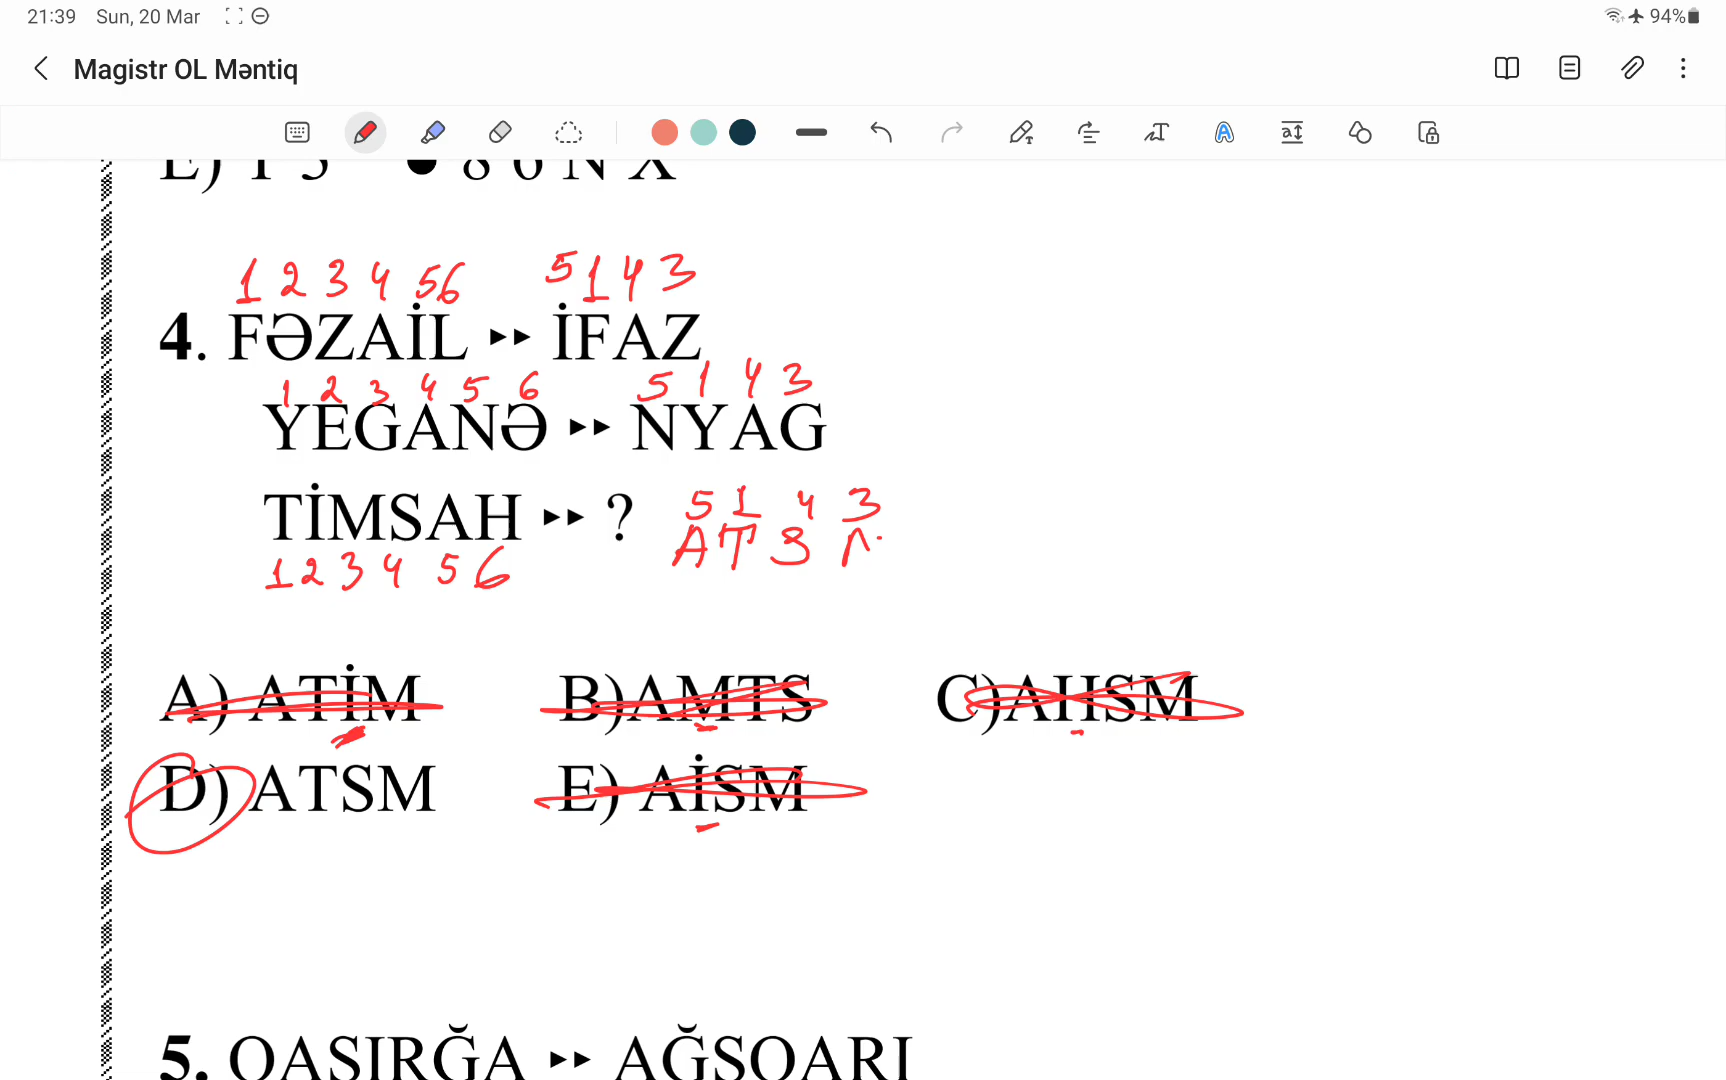 21:39 Sun, 20 Mar 94%
Magistr OL Məntiq
1 2 3 4 5 6 5 1 4 3
4. FƏZAİL ▸▸ İFAZ
1 2 3 4 5 6 5 1 4 3
YEGANƏ ▸▸ NYAG
5 1 4 3
TİMSAH ▸▸ ? A T S
1 2 3 4 5 6
A) ATİM B)AMTS C)AHSM
D) ATSM E) AİSM
5. QASIRĞA ▸▸ AĞSQARI